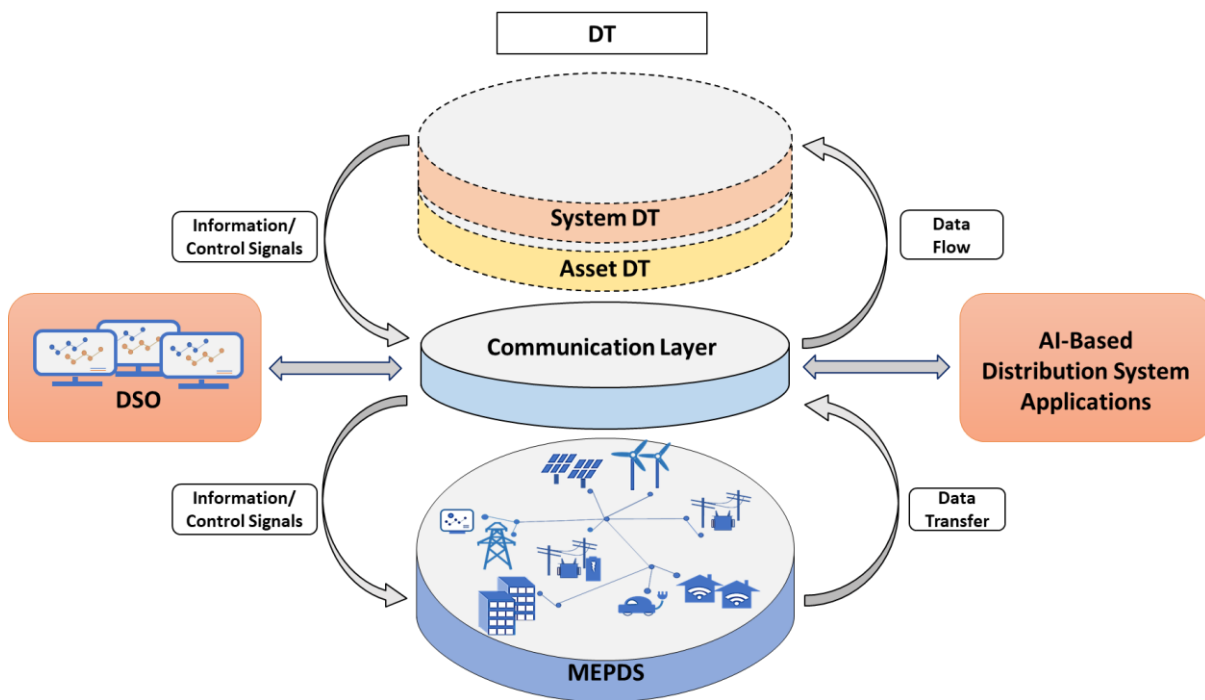 DT
System DT
Asset DT
Information/
Control Signals
Data
Flow
Communication Layer
DSO
AI-Based
Distribution System
Applications
Information/
Control Signals
Data
Transfer
MEPDS